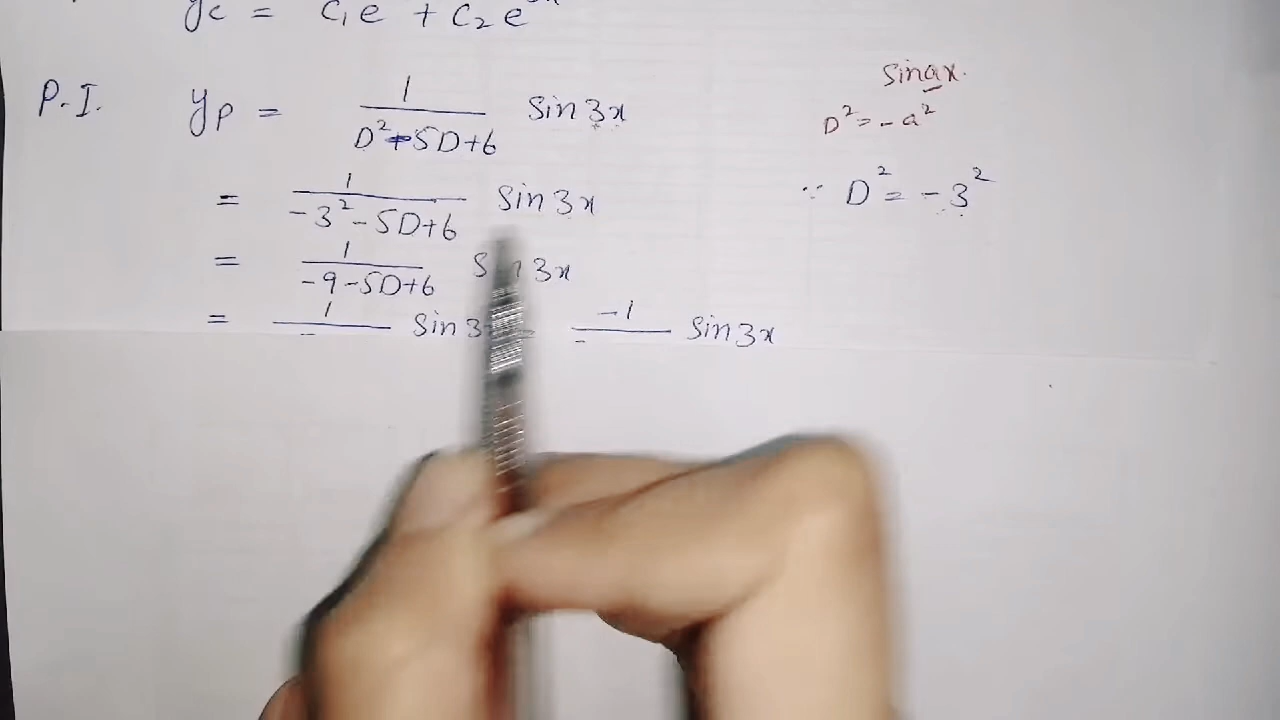 yc = C₁e + C₂e
P.I. yp = 1/(D²-5D+6) sin3x
sinax.
D² = -a²
= 1/(-3²-5D+6) sin3x
∵ D² = -3²
= 1/(-9-5D+6) 3x
= 1 sin3 -1 sin3x